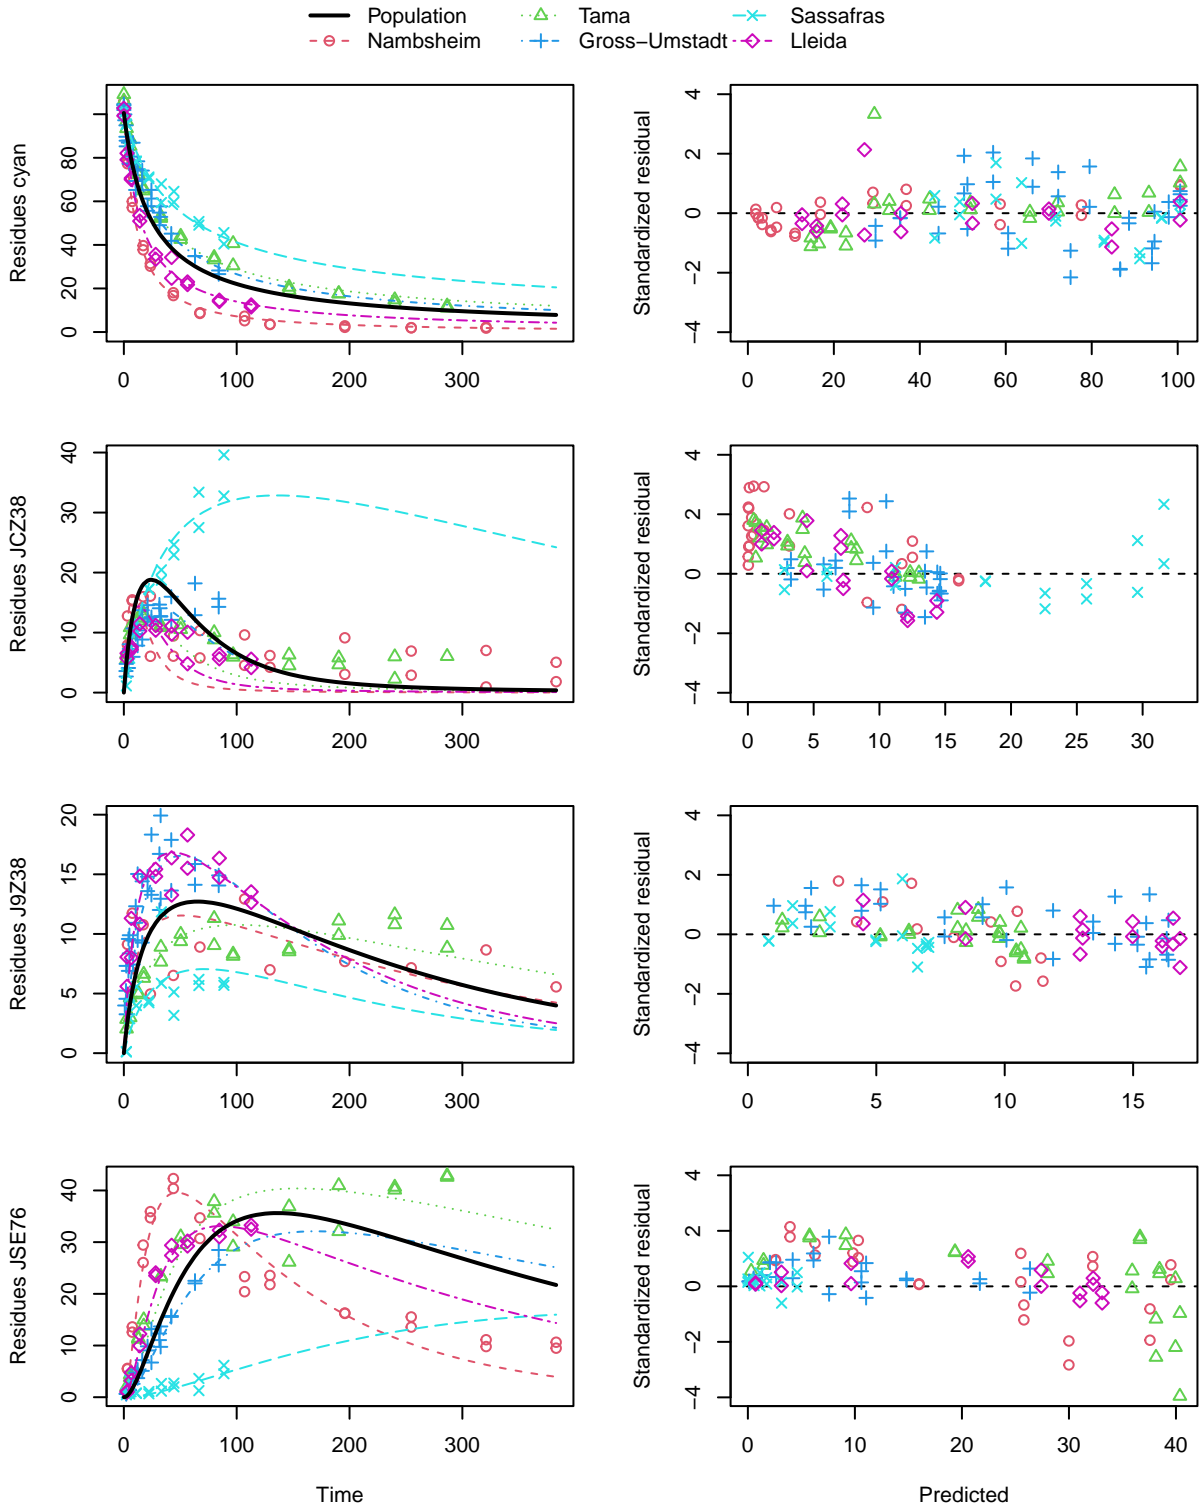 Population Tama Sassafras
Nambsheim Gross−Umstadt Lleida
Residues cyan
0 20 40 60 80
0 100 200 300
Standardized residual
−4 −2 0 2 4
0 20 40 60 80 100
Residues JCZ38
0 10 20 30 40
0 100 200 300
Standardized residual
−4 −2 0 2 4
0 5 10 15 20 25 30
Residues J9Z38
0 5 10 15 20
0 100 200 300
Standardized residual
−4 −2 0 2 4
0 5 10 15
Residues JSE76
0 10 20 30 40
0 100 200 300
Time
Standardized residual
−4 −2 0 2 4
0 10 20 30 40
Predicted